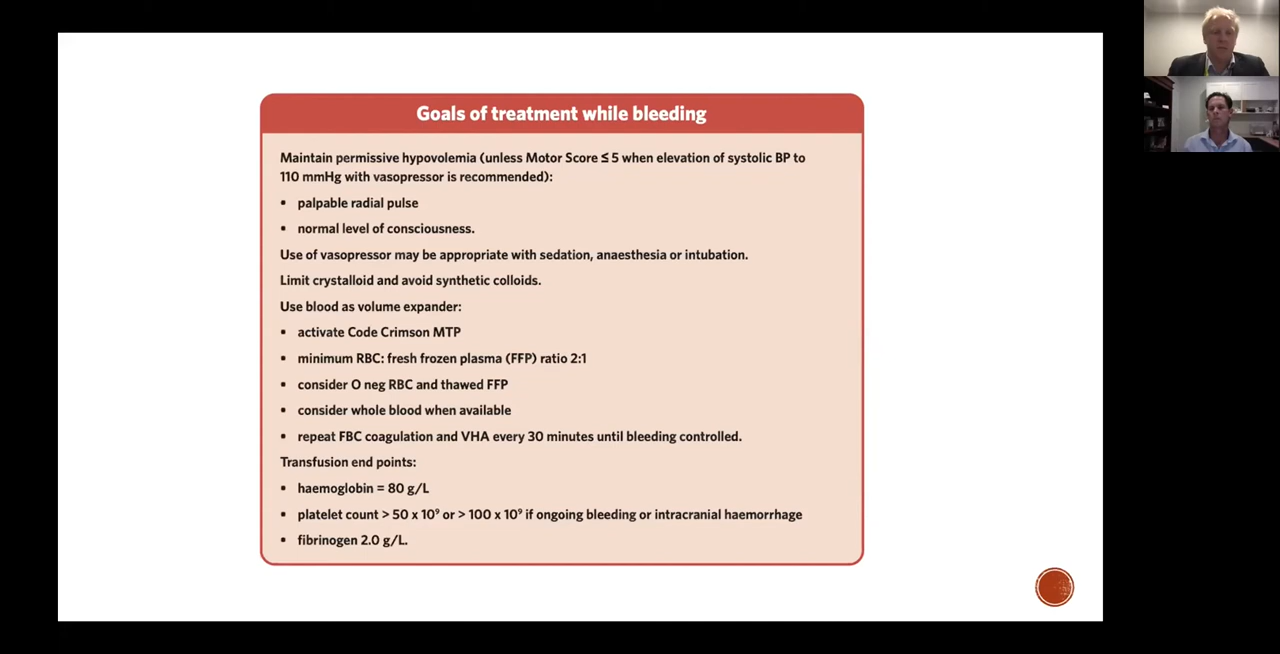 Goals of treatment while bleeding
Maintain permissive hypovolemia (unless Motor Score ≤ 5 when elevation of systolic BP to
110 mmHg with vasopressor is recommended):
• palpable radial pulse
• normal level of consciousness.
Use of vasopressor may be appropriate with sedation, anaesthesia or intubation.
Limit crystalloid and avoid synthetic colloids.
Use blood as volume expander:
• activate Code Crimson MTP
• minimum RBC: fresh frozen plasma (FFP) ratio 2:1
• consider O neg RBC and thawed FFP
• consider whole blood when available
• repeat FBC coagulation and VHA every 30 minutes until bleeding controlled.
Transfusion end points:
• haemoglobin = 80 g/L
• platelet count > 50 x 10⁹ or > 100 x 10⁹ if ongoing bleeding or intracranial haemorrhage
• fibrinogen 2.0 g/L.